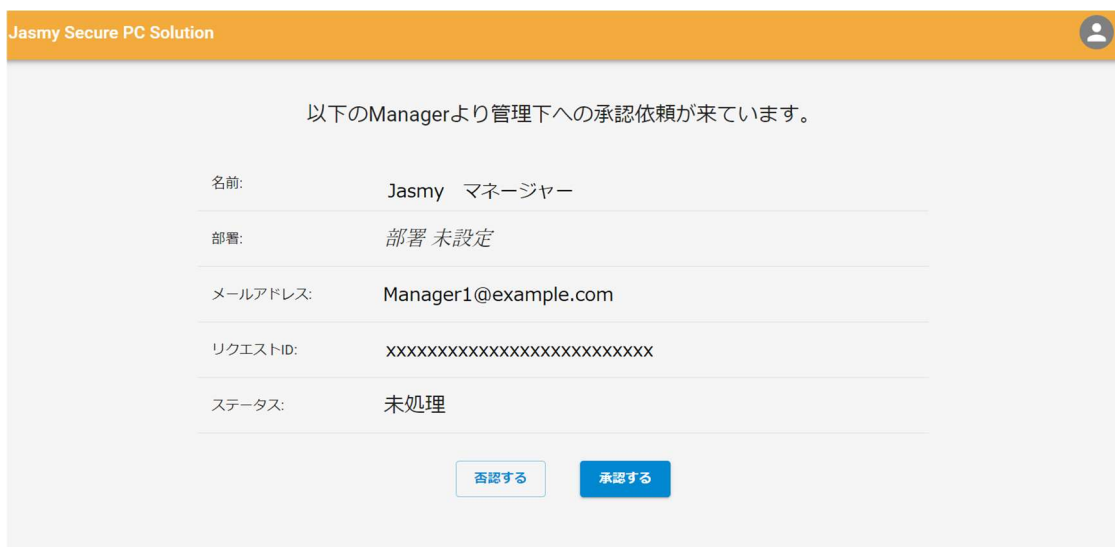 Jasmy Secure PC Solution
以下のManagerより管理下への承認依頼が来ています。
名前: Jasmy　マネージャー
部署: 部署 未設定
メールアドレス: Manager1@example.com
リクエストID: xxxxxxxxxxxxxxxxxxxxxxxxxx
ステータス: 未処理
否認する 承認する